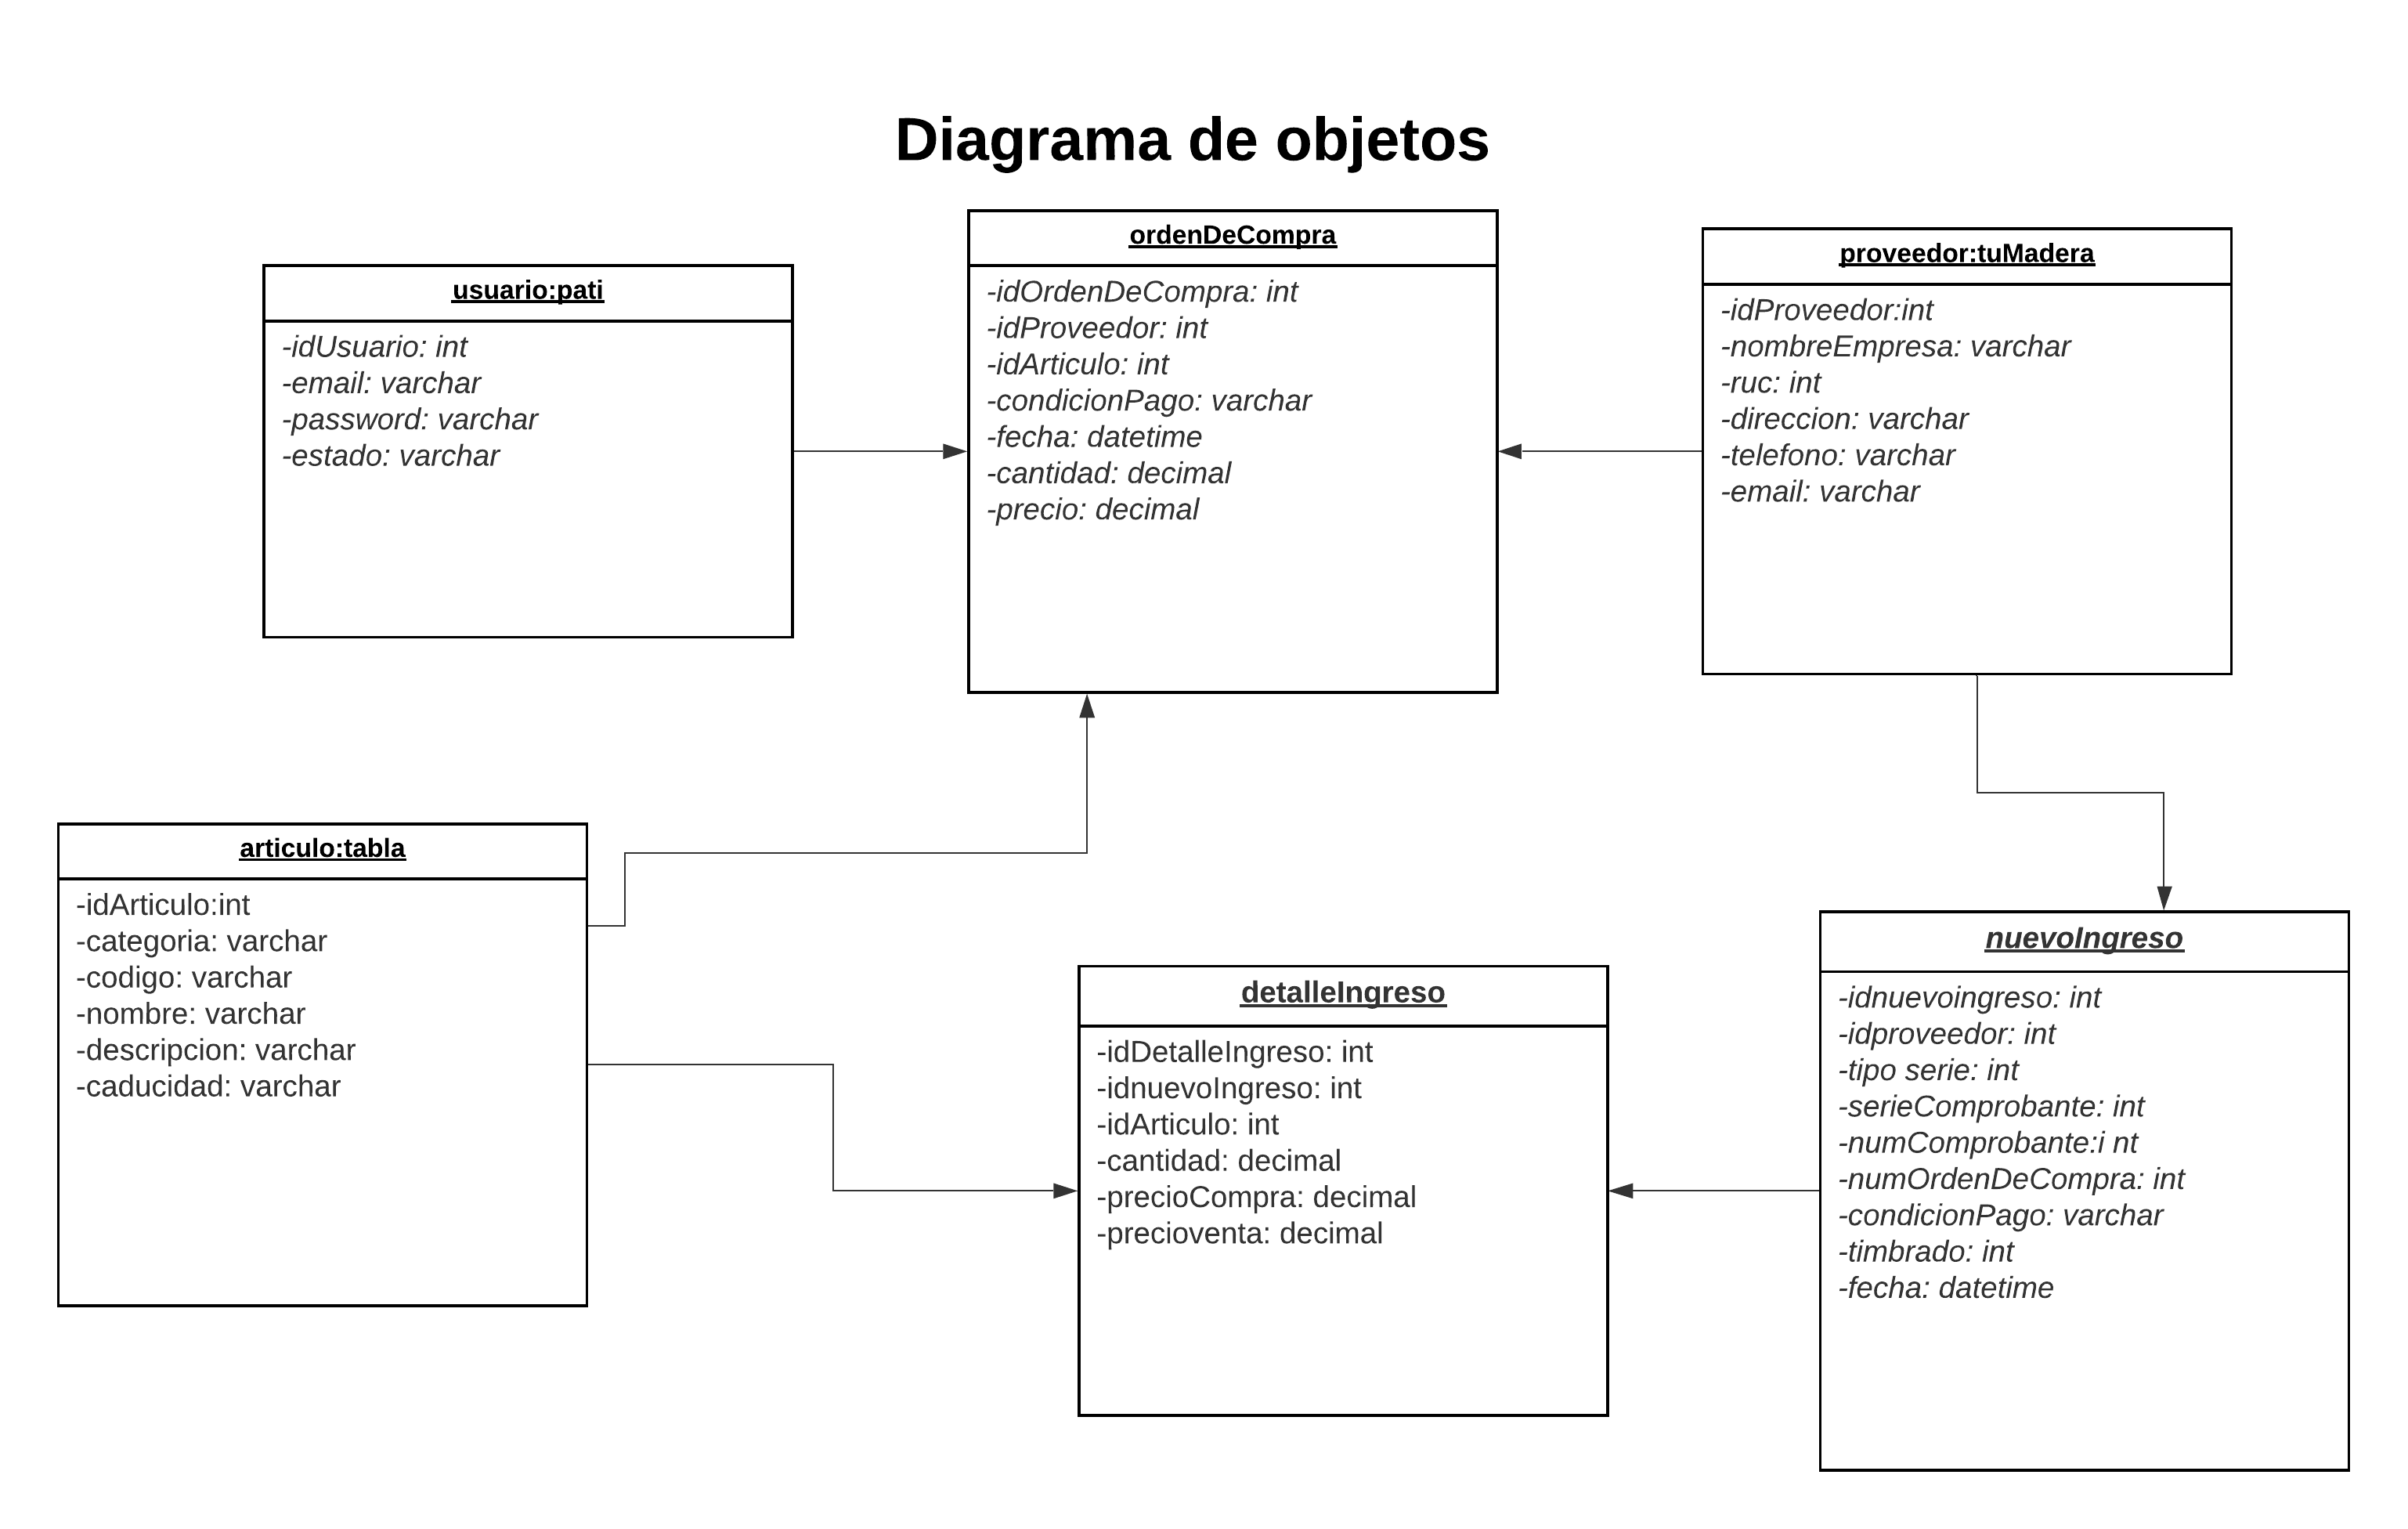 Diagrama de objetos
usuario:pati
-idUsuario: int
-email: varchar
-password: varchar
-estado: varchar
ordenDeCompra
-idOrdenDeCompra: int
-idProveedor: int
-idArticulo: int
-condicionPago: varchar
-fecha: datetime
-cantidad: decimal
-precio: decimal
proveedor:tuMadera
-idProveedor:int
-nombreEmpresa: varchar
-ruc: int
-direccion: varchar
-telefono: varchar
-email: varchar
articulo:tabla
-idArticulo:int
-categoria: varchar
-codigo: varchar
-nombre: varchar
-descripcion: varchar
-caducidad: varchar
detalleIngreso
-idDetalleIngreso: int
-idnuevoIngreso: int
-idArticulo: int
-cantidad: decimal
-precioCompra: decimal
-precioventa: decimal
nuevoIngreso
-idnuevoingreso: int
-idproveedor: int
-tipo serie: int
-serieComprobante: int
-numComprobante:i nt
-numOrdenDeCompra: int
-condicionPago: varchar
-timbrado: int
-fecha: datetime